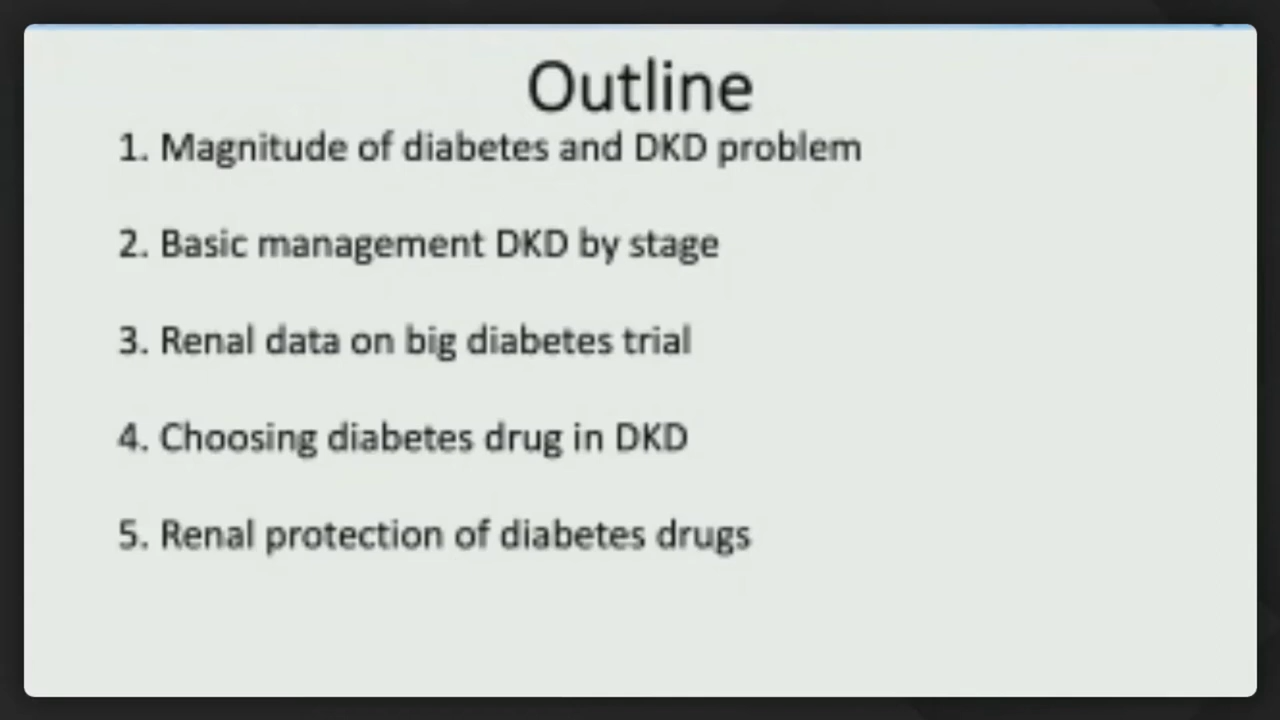 Outline
1. Magnitude of diabetes and DKD problem
2. Basic management DKD by stage
3. Renal data on big diabetes trial
4. Choosing diabetes drug in DKD
5. Renal protection of diabetes drugs